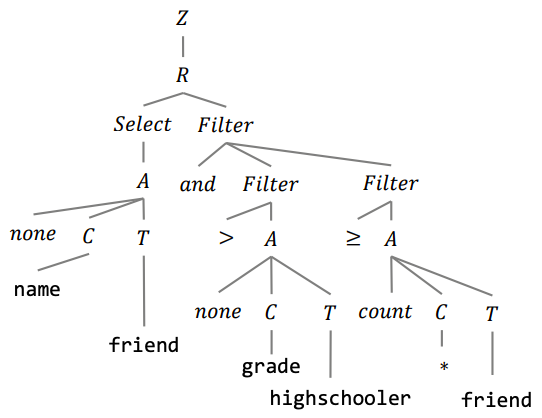 Z
R
Select Filter
A and Filter Filter
none C T > A ≥ A
name none C T count C T
friend grade * 
highschooler friend